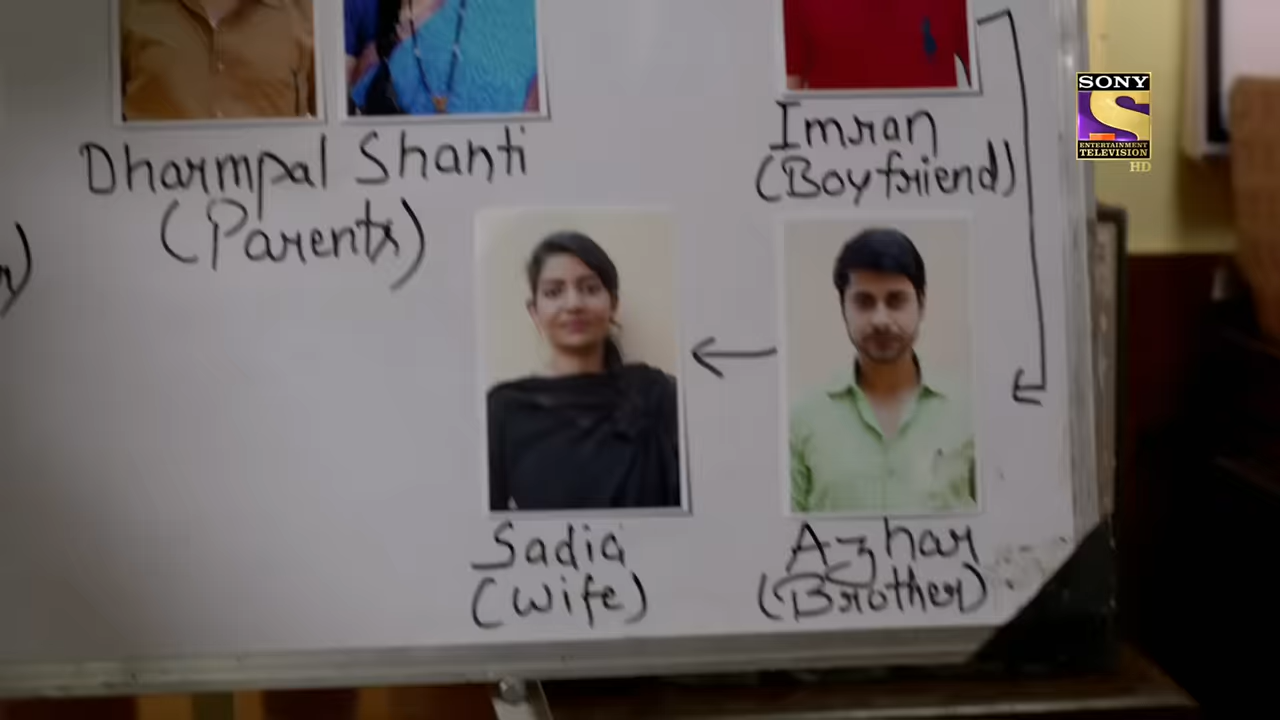 Dharmpal Shanti
(Parents)
Imran
(Boyfriend)
Sadia
(Wife)
Azhar
(Brother)
SONY
ENTERTAINMENT
TELEVISION
HD